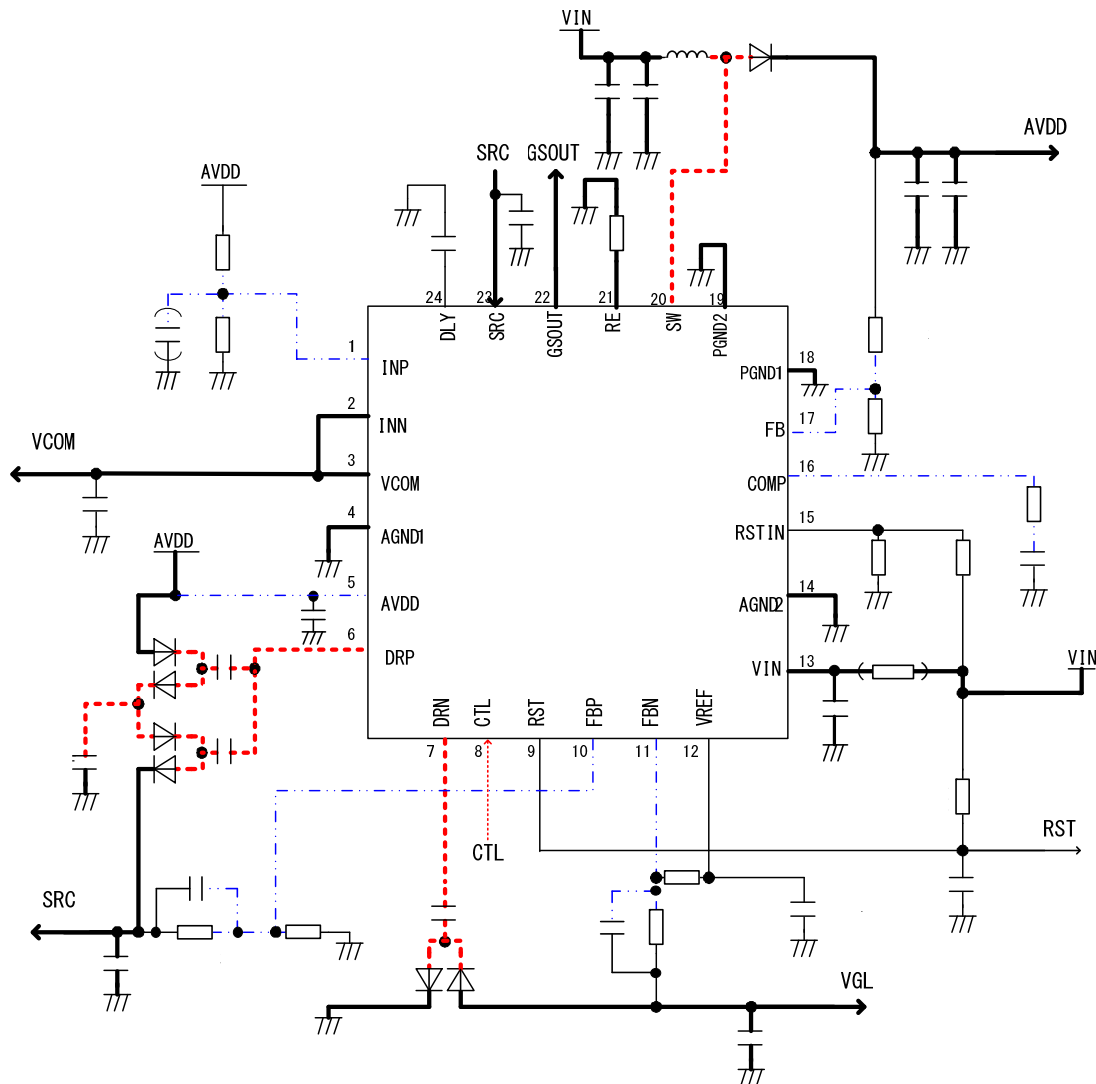 VIN
AVDD
SRC GSOUT
AVDD
24 23 22 21 20 19
DLY SRC GSOUT RE SW PGND2
1 INP
2 INN
VCOM
3 VCOM
4 AGND1
AVDD
5 AVDD
6 DRP
PGND1 18
FB 17
COMP 16
RSTIN 15
AGND2 14
VIN 13
VIN
DRN CTL RST FBP FBN VREF
7 8 9 10 11 12
CTL
RST
SRC
VGL